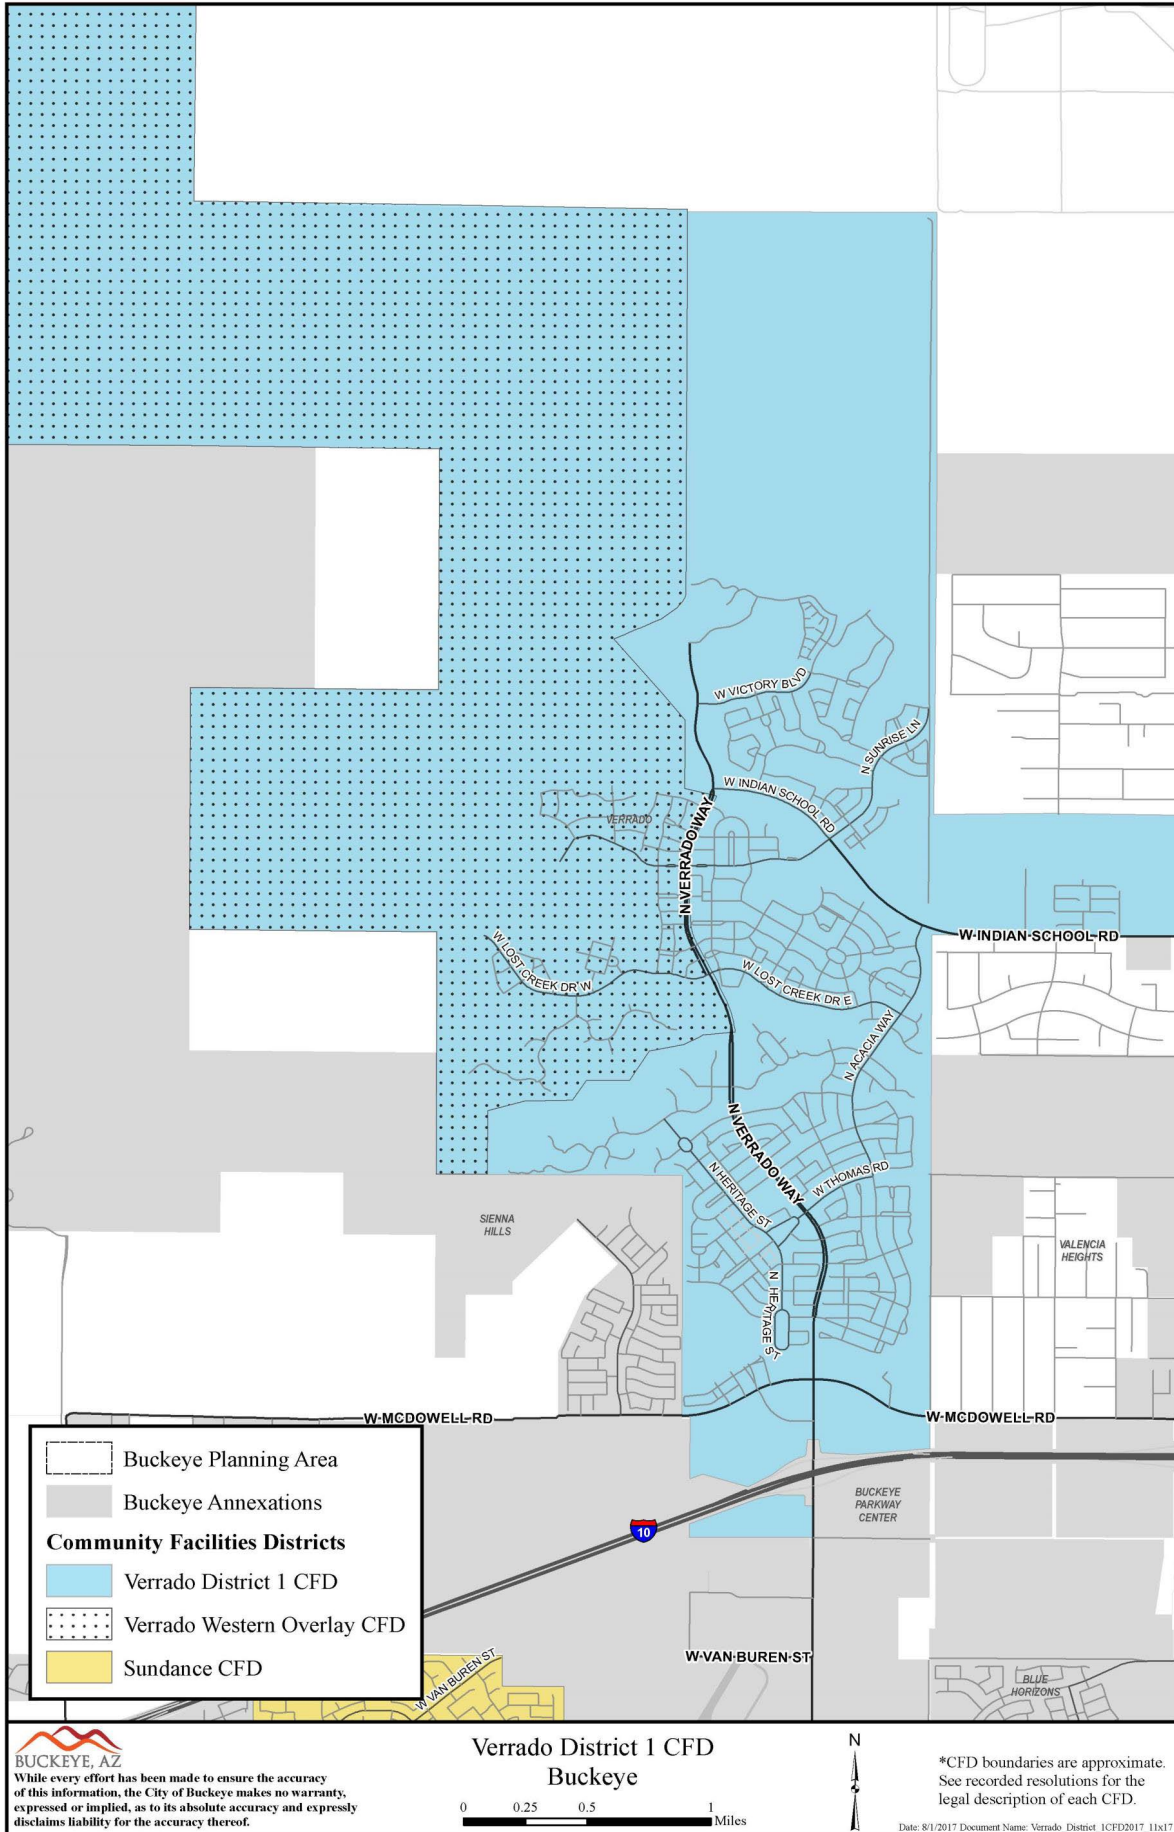 W VICTORY BLVD
N SUNRISE LN
W INDIAN SCHOOL RD
VERRADO
N VERRADO WAY
W INDIAN SCHOOL RD
W LOST CREEK DR W
W LOST CREEK DR E
N ACACIA WAY
N VERRADO WAY
W THOMAS RD
N HERITAGE ST
SIENNA
HILLS
VALENCIA
HEIGHTS
N HERITAGE ST
W MCDOWELL RD
W MCDOWELL RD
BUCKEYE
PARKWAY
CENTER
10
W VAN BUREN ST
W VAN BUREN ST
BLUE
HORIZONS
Buckeye Planning Area
Buckeye Annexations
Community Facilities Districts
Verrado District 1 CFD
Verrado Western Overlay CFD
Sundance CFD
BUCKEYE, AZ
While every effort has been made to ensure the accuracy
of this information, the City of Buckeye makes no warranty,
expressed or implied, as to its absolute accuracy and expressly
disclaims liability for the accuracy thereof.
Verrado District 1 CFD
Buckeye
0 0.25 0.5 1
Miles
N
*CFD boundaries are approximate.
See recorded resolutions for the
legal description of each CFD.
Date: 8/1/2017 Document Name: Verrado_District_1CFD2017_11x17